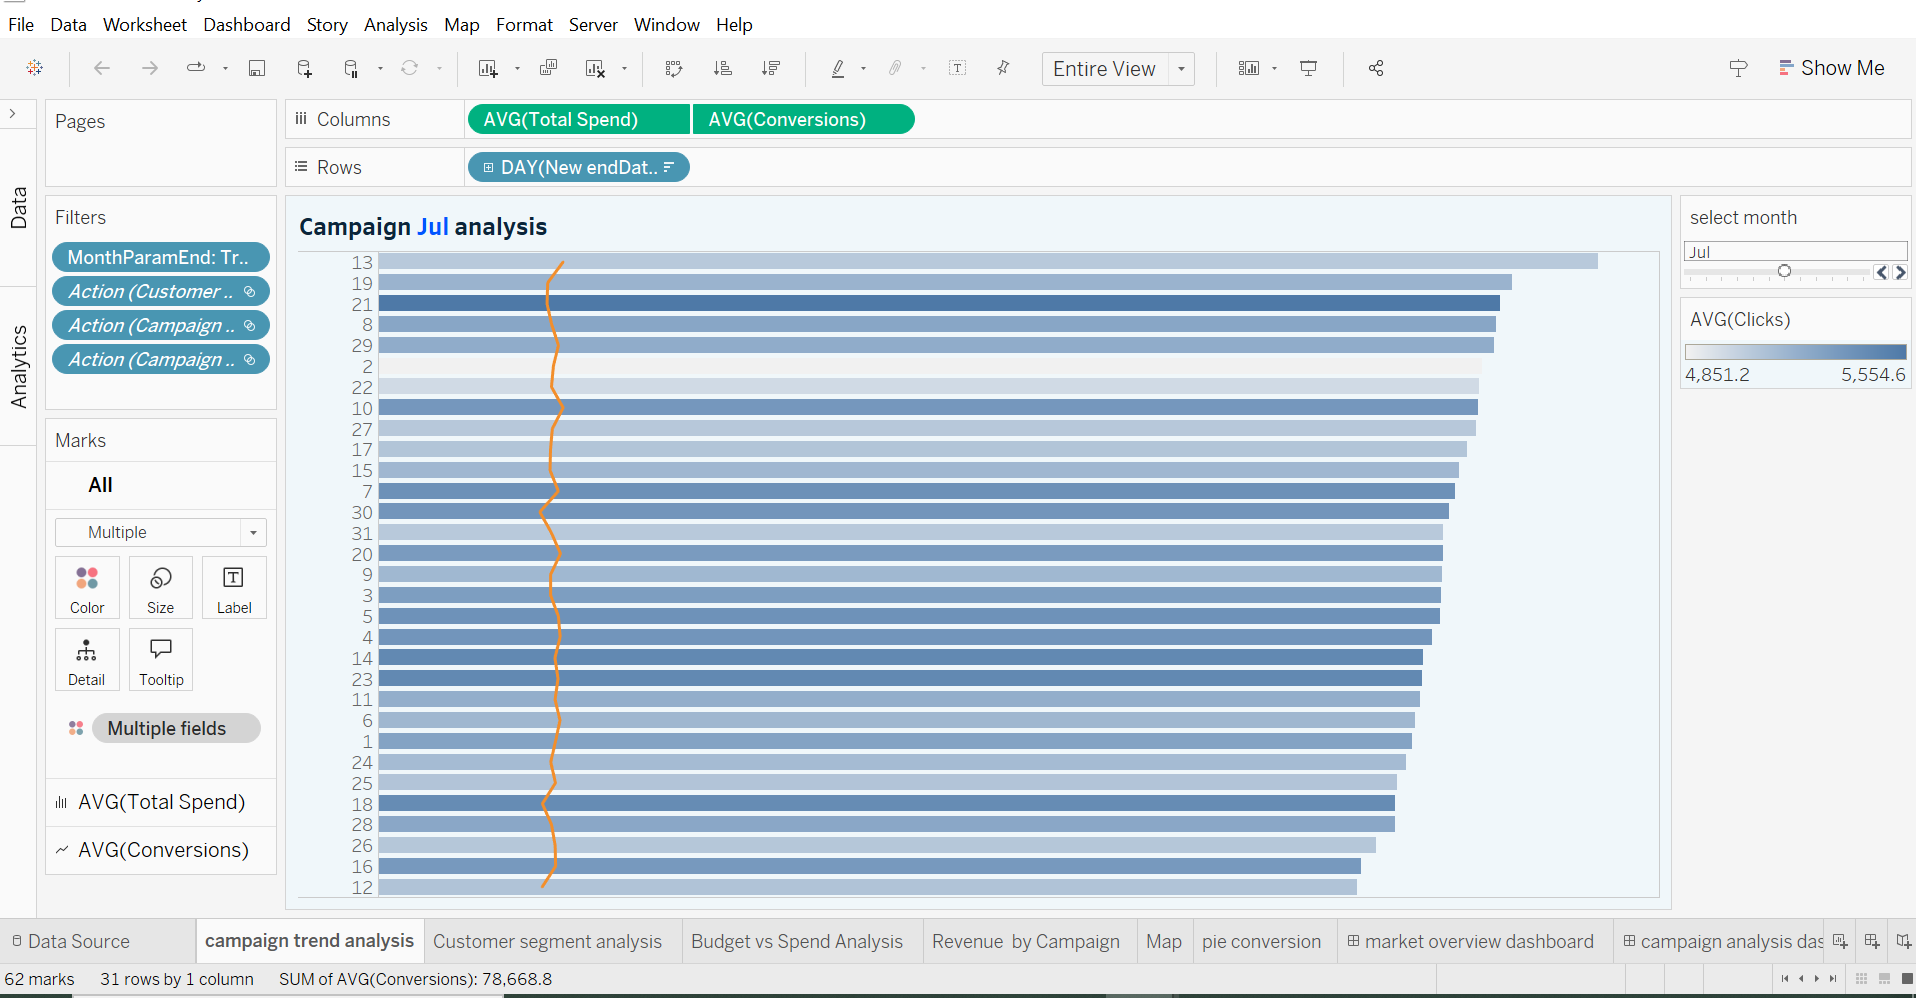 File Data Worksheet Dashboard Story Analysis Map Format Server Window Help
Entire View
Show Me
Pages
Columns
AVG(Total Spend)
AVG(Conversions)
Rows
DAY(New endDat..
Data
Analytics
Filters
MonthParamEnd: Tr..
Action (Customer ..
Action (Campaign ..
Action (Campaign ..
Marks
All
Multiple
Color
Size
Label
Detail
Tooltip
Multiple fields
AVG(Total Spend)
AVG(Conversions)
Campaign Jul analysis
13
19
21
8
29
2
22
10
27
17
15
7
30
31
20
9
3
5
4
14
23
11
6
1
24
25
18
28
26
16
12
select month
Jul
AVG(Clicks)
4,851.2 5,554.6
Data Source
campaign trend analysis
Customer segment analysis
Budget vs Spend Analysis
Revenue by Campaign
Map
pie conversion
market overview dashboard
campaign analysis das
62 marks 31 rows by 1 column SUM of AVG(Conversions): 78,668.8